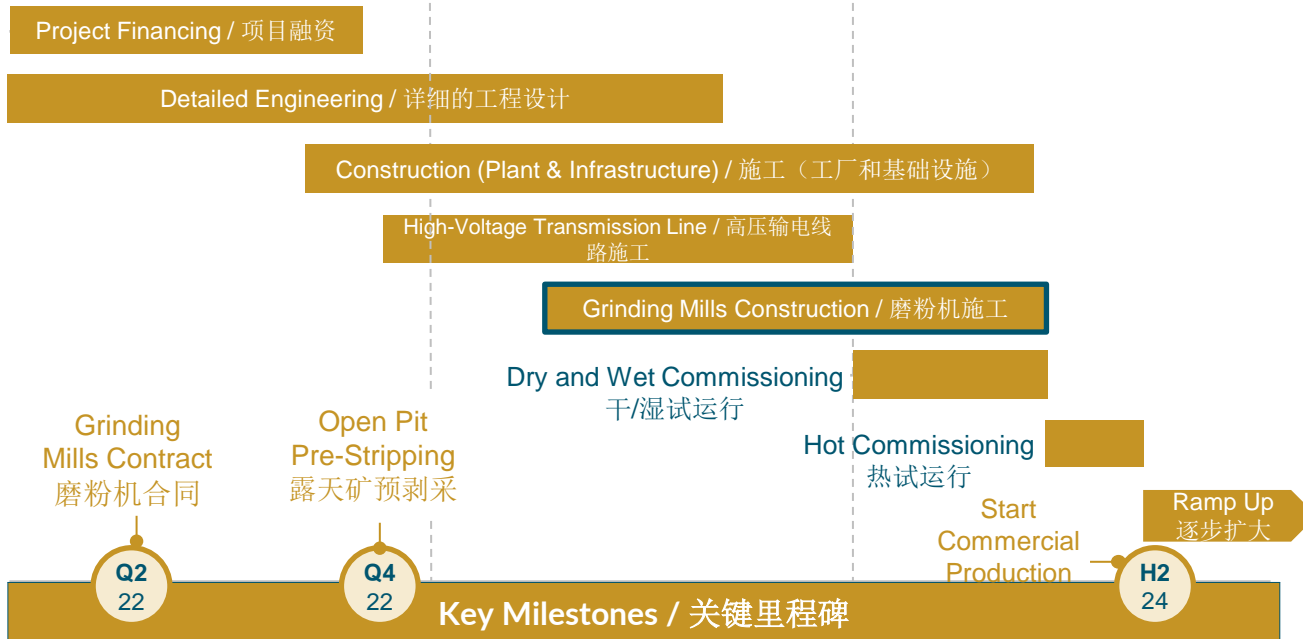 Project Financing / 项目融资
Detailed Engineering / 详细的工程设计
Construction (Plant & Infrastructure) / 施工（工厂和基础设施）
High-Voltage Transmission Line / 高压输电线
路施工
Grinding Mills Construction / 磨粉机施工
Dry and Wet Commissioning
干/湿试运行
Hot Commissioning
热试运行
Grinding
Mills Contract
磨粉机合同
Open Pit
Pre-Stripping
露天矿预剥采
Start
Commercial
Production
Ramp Up
逐步扩大
Q2
22
Q4
22
H2
24
Key Milestones / 关键里程碑